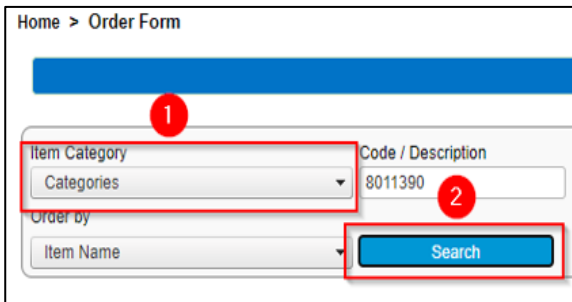 Home > Order Form
1
Item Category
Code / Description
Categories
8011390
2
Order by
Item Name
Search